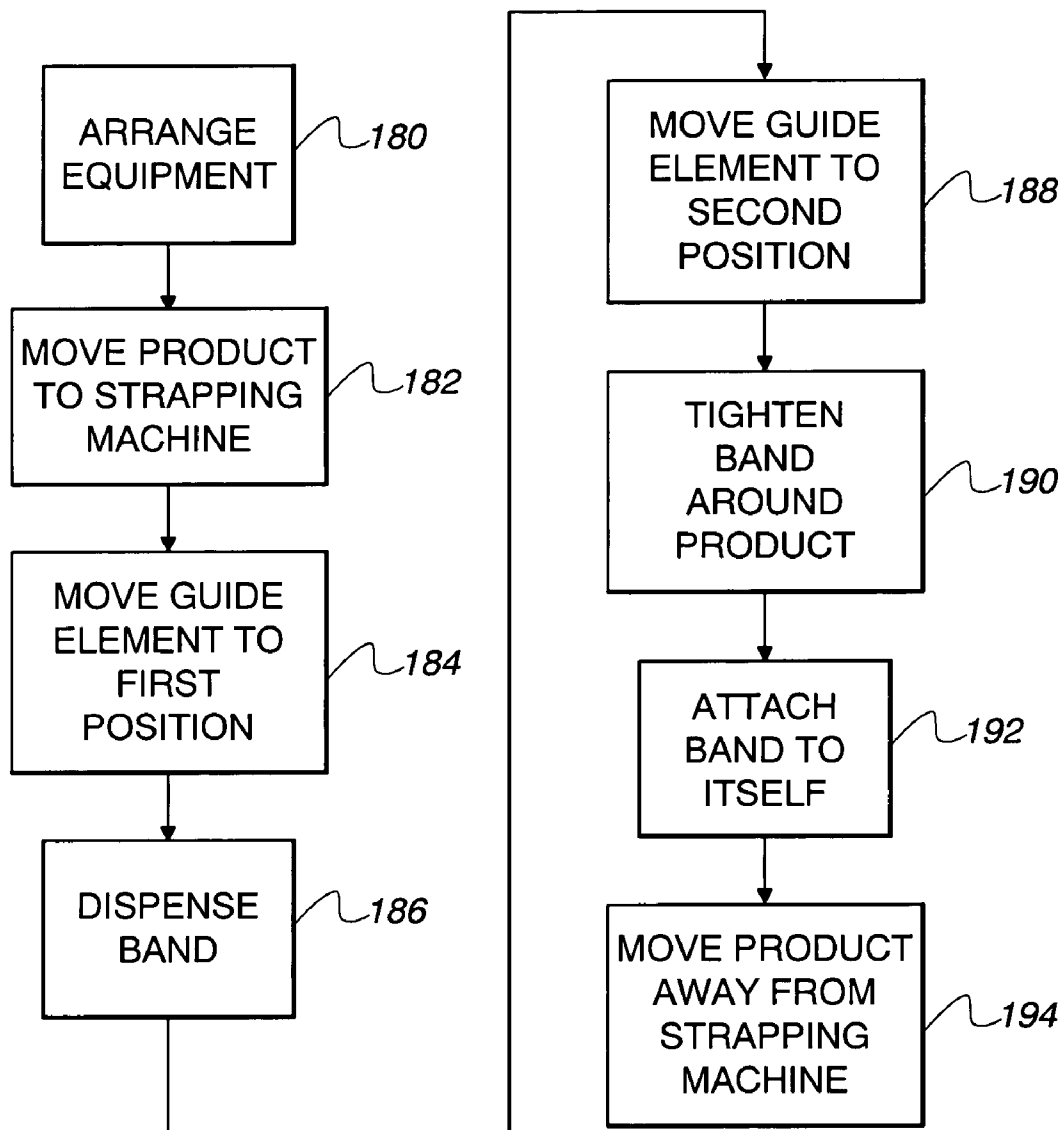 ARRANGE
EQUIPMENT
180
MOVE PRODUCT
TO STRAPPING
MACHINE
182
MOVE GUIDE
ELEMENT TO
FIRST
POSITION
184
DISPENSE
BAND
186
MOVE GUIDE
ELEMENT TO
SECOND
POSITION
188
TIGHTEN
BAND
AROUND
PRODUCT
190
ATTACH
BAND TO
ITSELF
192
MOVE PRODUCT
AWAY FROM
STRAPPING
MACHINE
194